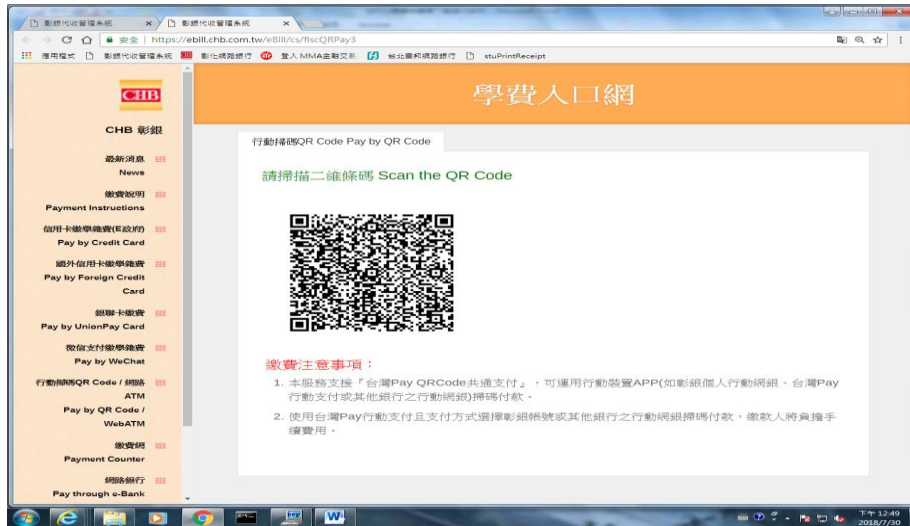 彰銀代收管理系統
彰銀代收管理系統
安全 | https://ebill.chb.com.tw/eBill/cs/fiscQRPay3
應用程式
彰銀代收管理系統
彰化網路銀行
登入 MMA金融交易
台北富邦網路銀行
stuPrintReceipt
CHB
CHB 彰銀
最新消息
News
繳費說明
Payment Instructions
信用卡繳學雜費(E政府)
Pay by Credit Card
國外信用卡繳學雜費
Pay by Foreign Credit
Card
銀聯卡繳費
Pay by UnionPay Card
微信支付繳學雜費
Pay by WeChat
行動掃碼QR Code / 網路
ATM
Pay by QR Code /
WebATM
繳費網
Payment Counter
網路銀行
Pay through e-Bank
學費入口網
行動掃碼QR Code Pay by QR Code
請掃描二維條碼 Scan the QR Code
繳費注意事項：
1. 本服務支援『台灣Pay QRCode共通支付』，可運用行動裝置APP(如彰銀個人行動網銀、台灣Pay
行動支付或其他銀行之行動網銀)掃碼付款。
2. 使用台灣Pay行動支付且支付方式選擇彰銀帳號或其他銀行之行動網銀掃碼付款，繳款人將負擔手
續費用。
下午 12:49
2018/7/30